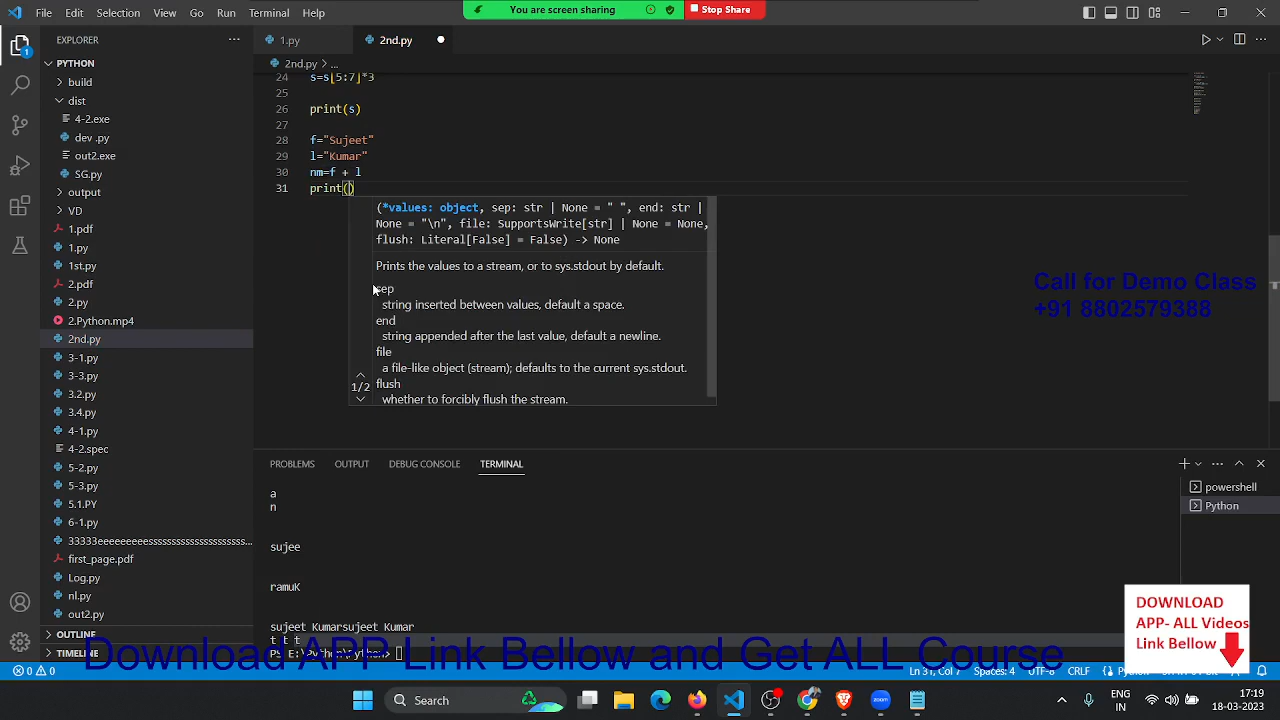 File Edit Selection View Go Run Terminal Help
You are screen sharing
Stop Share
EXPLORER
1.py
2nd.py
PYTHON
2nd.py > ...
build
dist
4-2.exe
dev .py
out2.exe
SG.py
output
VD
1.pdf
1.py
1st.py
2.pdf
2.py
2.Python.mp4
2nd.py
3-1.py
3-3.py
3.2.py
3.4.py
4-1.py
4-2.spec
5-2.py
5-3.py
5.1.PY
6-1.py
first_page.pdf
Log.py
nl.py
out2.py
OUTLINE
TIMELINE
24 s=s[5:7]*3
25
26 print(s)
27
28 f="Sujeet"
29 l="Kumar"
30 nm=f + l
31 print()
(*values: object, sep: str | None = " ", end: str |
None = "\n", file: SupportsWrite[str] | None = None,
flush: Literal[False] = False) -> None
Prints the values to a stream, or to sys.stdout by default.
sep
string inserted between values, default a space.
end
string appended after the last value, default a newline.
file
a file-like object (stream); defaults to the current sys.stdout.
1/2
flush
whether to forcibly flush the stream.
Call for Demo Class
+91 8802579388
PROBLEMS OUTPUT DEBUG CONSOLE TERMINAL
powershell
Python
a
n
sujee
ramuK
sujeet Kumarsujeet Kumar
t t t
PS E:\Python\python>
DOWNLOAD
APP- ALL Videos
Link Bellow
Download APP Link Bellow and Get ALL Course
0 0
Ln 31, Col 7 Spaces: 4 UTF-8 CRLF
Search
zoom
ENG
IN
17:19
18-03-2023